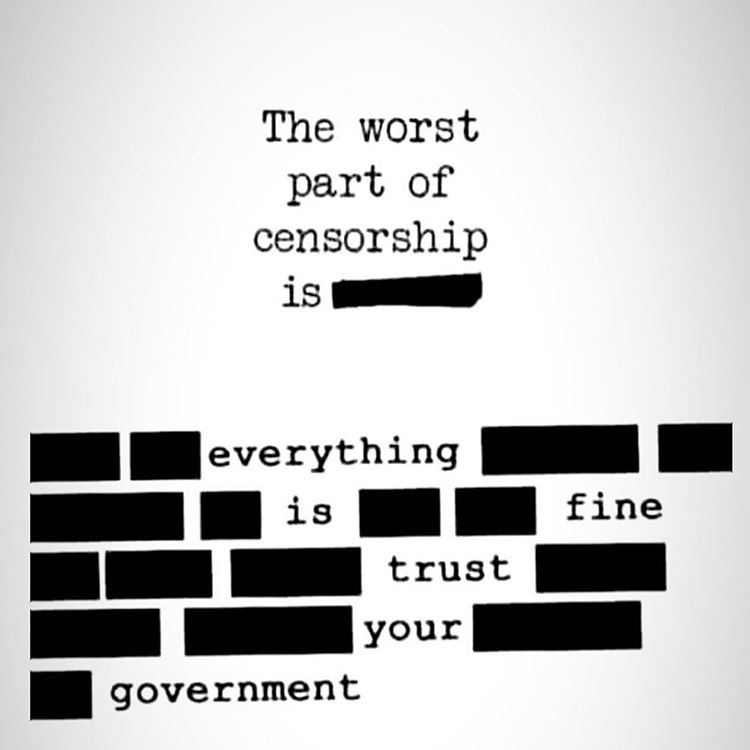 The worst
part of
censorship
is
everything
is fine
trust
your
government